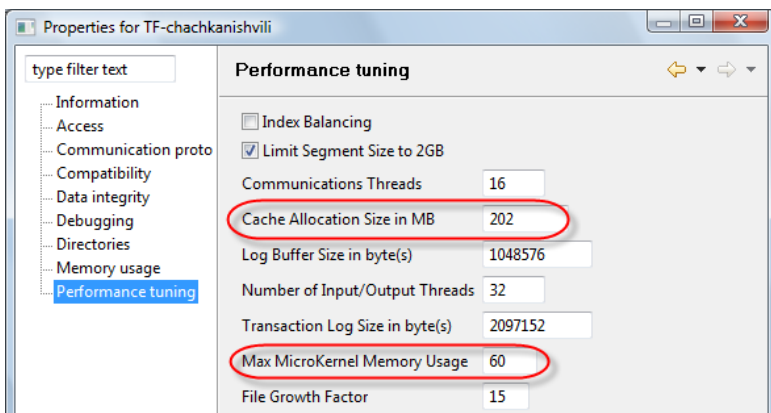 Properties for TF-chachkanishvili
type filter text
Information
Access
Communication proto
Compatibility
Data integrity
Debugging
Directories
Memory usage
Performance tuning
Performance tuning
Index Balancing
Limit Segment Size to 2GB
Communications Threads 16
Cache Allocation Size in MB 202
Log Buffer Size in byte(s) 1048576
Number of Input/Output Threads 32
Transaction Log Size in byte(s) 2097152
Max MicroKernel Memory Usage 60
File Growth Factor 15